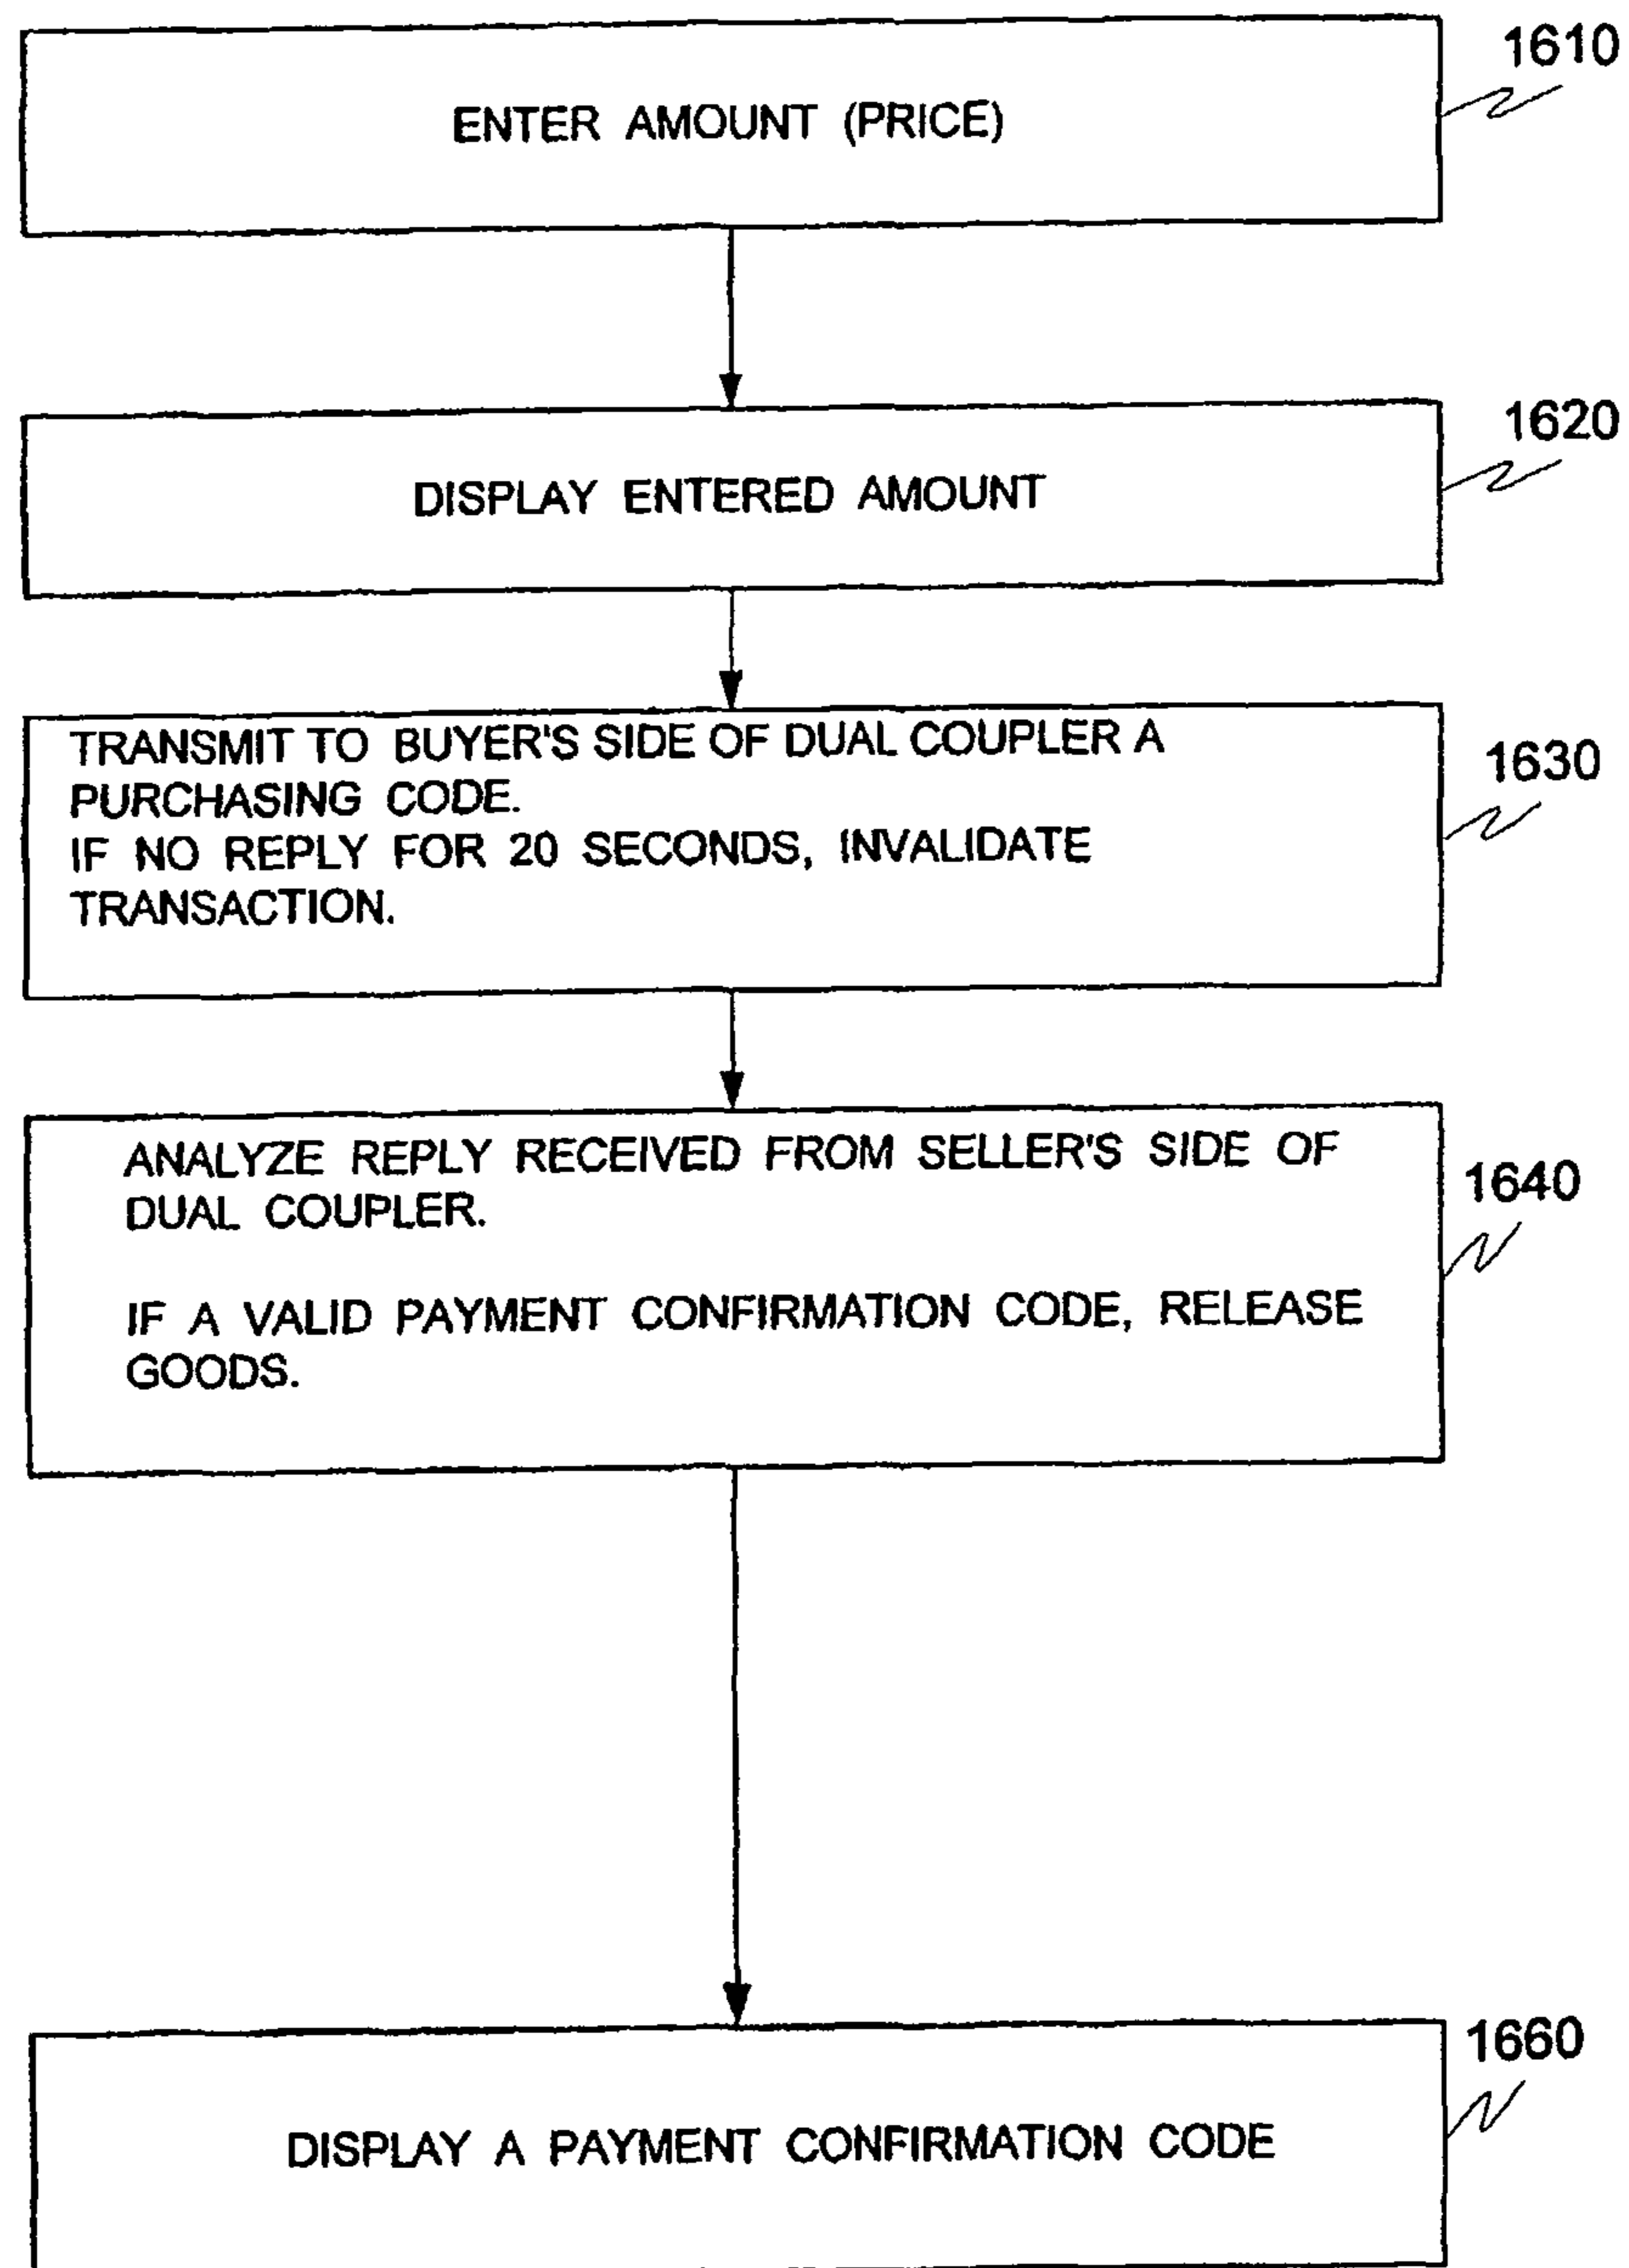 1610
ENTER AMOUNT (PRICE)
1620
DISPLAY ENTERED AMOUNT
1630
TRANSMIT TO BUYER'S SIDE OF DUAL COUPLER A
PURCHASING CODE.
IF NO REPLY FOR 20 SECONDS, INVALIDATE
TRANSACTION.
1640
ANALYZE REPLY RECEIVED FROM SELLER'S SIDE OF
DUAL COUPLER.
IF A VALID PAYMENT CONFIRMATION CODE, RELEASE
GOODS.
1660
DISPLAY A PAYMENT CONFIRMATION CODE